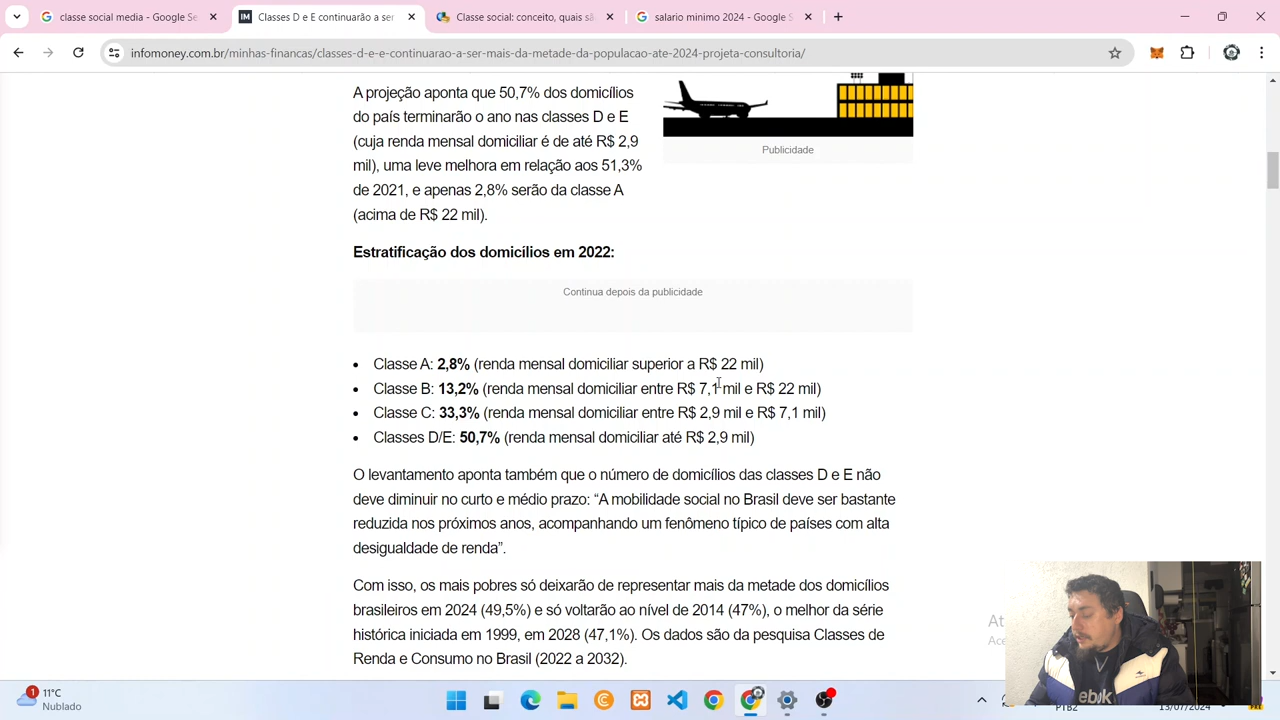 classe social media - Google Se
Classes D e E continuarão a ser
Classe social: conceito, quais sã
salario minimo 2024 - Google S
infomoney.com.br/minhas-financas/classes-d-e-e-continuarao-a-ser-mais-da-metade-da-populacao-ate-2024-projeta-consultoria/
A projeção aponta que 50,7% dos domicílios
do país terminarão o ano nas classes D e E
(cuja renda mensal domiciliar é de até R$ 2,9
mil), uma leve melhora em relação aos 51,3%
de 2021, e apenas 2,8% serão da classe A
(acima de R$ 22 mil).
Publicidade
Estratificação dos domicílios em 2022:
Continua depois da publicidade
• Classe A: 2,8% (renda mensal domiciliar superior a R$ 22 mil)
• Classe B: 13,2% (renda mensal domiciliar entre R$ 7,1 mil e R$ 22 mil)
• Classe C: 33,3% (renda mensal domiciliar entre R$ 2,9 mil e R$ 7,1 mil)
• Classes D/E: 50,7% (renda mensal domiciliar até R$ 2,9 mil)
O levantamento aponta também que o número de domicílios das classes D e E não
deve diminuir no curto e médio prazo: “A mobilidade social no Brasil deve ser bastante
reduzida nos próximos anos, acompanhando um fenômeno típico de países com alta
desigualdade de renda”.
Com isso, os mais pobres só deixarão de representar mais da metade dos domicílios
brasileiros em 2024 (49,5%) e só voltarão ao nível de 2014 (47%), o melhor da série
histórica iniciada em 1999, em 2028 (47,1%). Os dados são da pesquisa Classes de
Renda e Consumo no Brasil (2022 a 2032).
1
11°C
Nublado
PTB2
13/07/2024